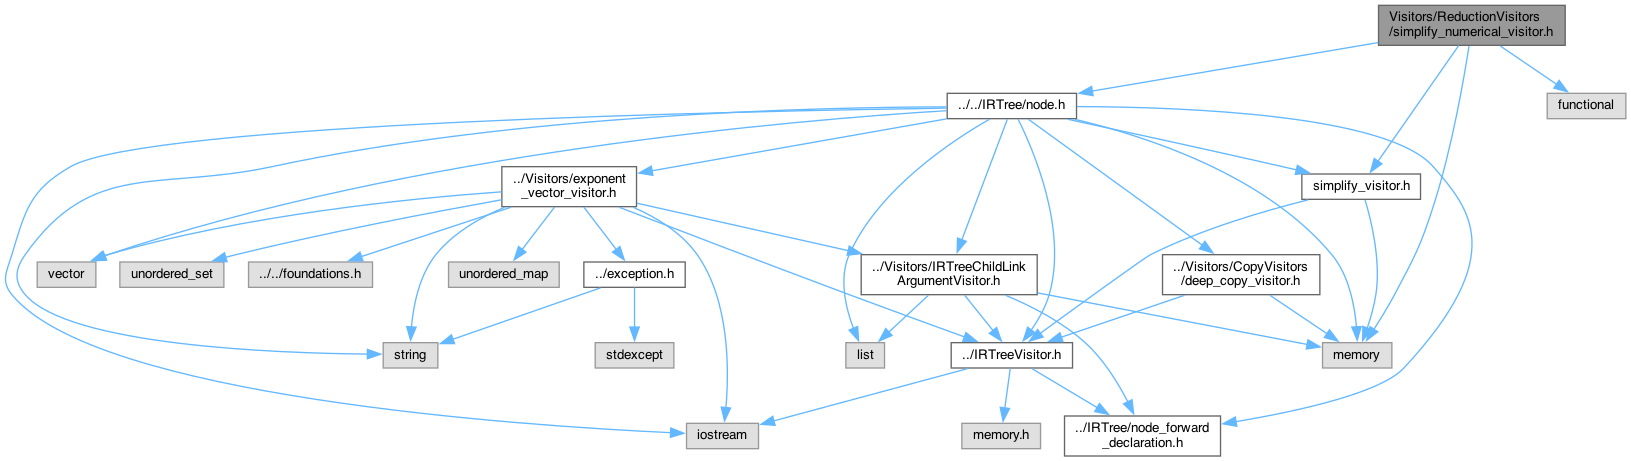 Visitors/ReductionVisitors
/simplify_numerical_visitor.h
../../IRTree/node.h
functional
../Visitors/exponent
_vector_visitor.h
simplify_visitor.h
vector
unordered_set
../../foundations.h
unordered_map
../exception.h
../Visitors/IRTreeChildLink
ArgumentVisitor.h
../Visitors/CopyVisitors
/deep_copy_visitor.h
string
stdexcept
list
../IRTreeVisitor.h
memory
iostream
memory.h
../IRTree/node_forward
_declaration.h